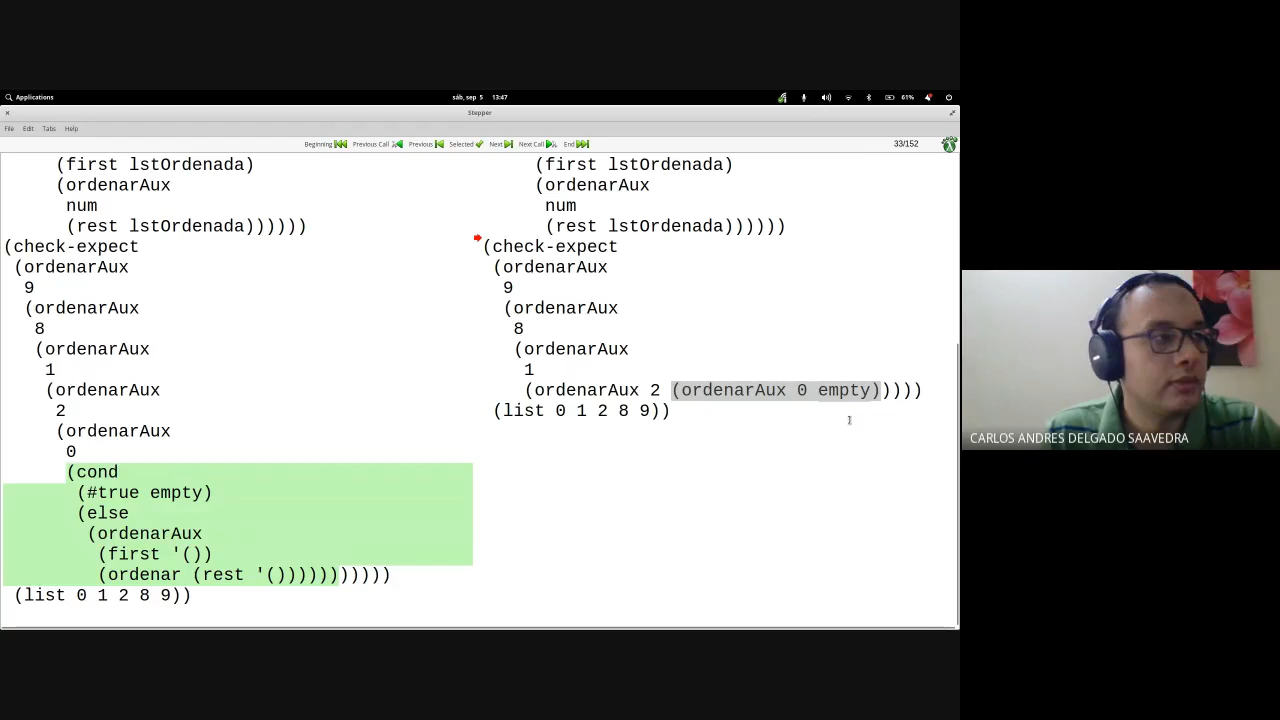 Applications
sáb, sep 5 13:47
61%
Stepper
File Edit Tabs Help
Beginning Previous Call Previous Selected Next Next Call End
33/152
(first lstOrdenada)
(ordenarAux
num
(rest lstOrdenada))))))
(check-expect
(ordenarAux
9
(ordenarAux
8
(ordenarAux
1
(ordenarAux
2
(ordenarAux
0
(cond
(#true empty)
(else
(ordenarAux
(first '())
(ordenar (rest '()))))))))))
(list 0 1 2 8 9))
(first lstOrdenada)
(ordenarAux
num
(rest lstOrdenada))))))
(check-expect
(ordenarAux
9
(ordenarAux
8
(ordenarAux
1
(ordenarAux 2 (ordenarAux 0 empty)))))
(list 0 1 2 8 9))
CARLOS ANDRES DELGADO SAAVEDRA